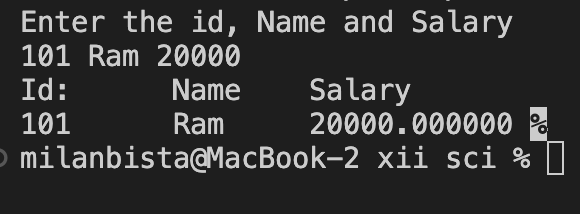 Enter the id, Name and Salary
101 Ram 20000
Id: Name Salary
101 Ram 20000.000000 %
milanbista@MacBook-2 xii sci %